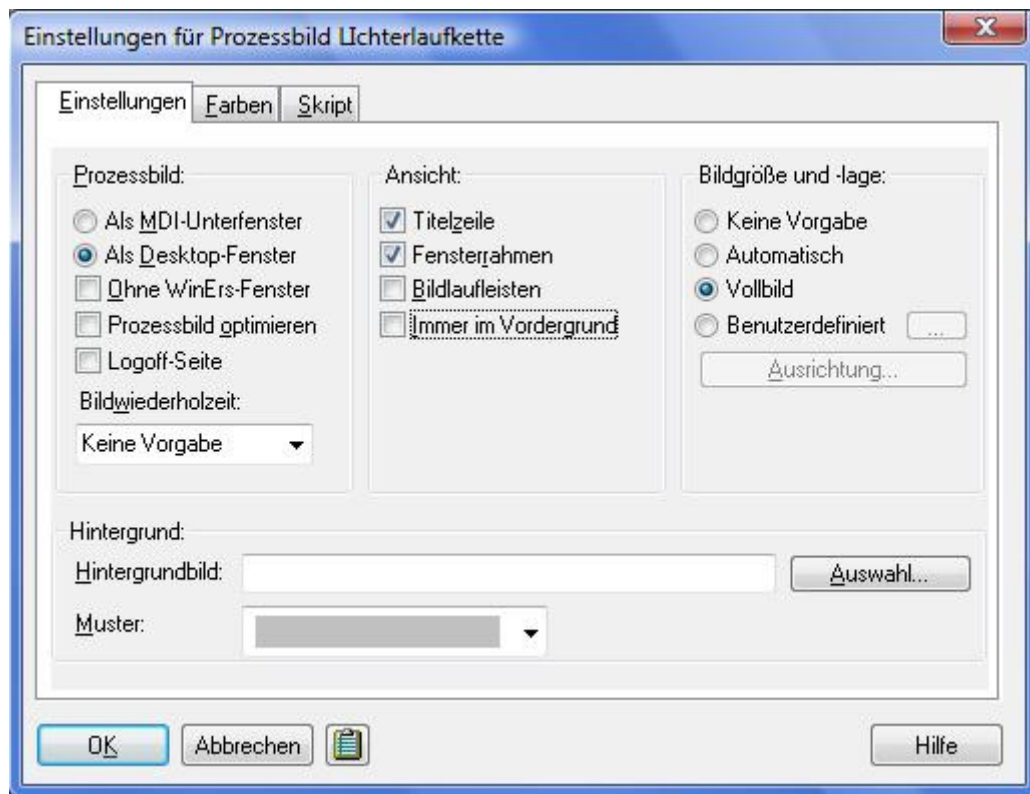 Einstellungen für Prozessbild LIchterlaufkette
Einstellungen Farben Skript
Prozessbild:
Als MDI-Unterfenster
Als Desktop-Fenster
Ohne WinErs-Fenster
Prozessbild optimieren
Logoff-Seite
Bildwiederholzeit:
Keine Vorgabe
Ansicht:
Titelzeile
Fensterrahmen
Bildlaufleisten
Immer im Vordergrund
Bildgröße und -lage:
Keine Vorgabe
Automatisch
Vollbild
Benutzerdefiniert ...
Ausrichtung...
Hintergrund:
Hintergrundbild: Auswahl...
Muster:
OK Abbrechen Hilfe